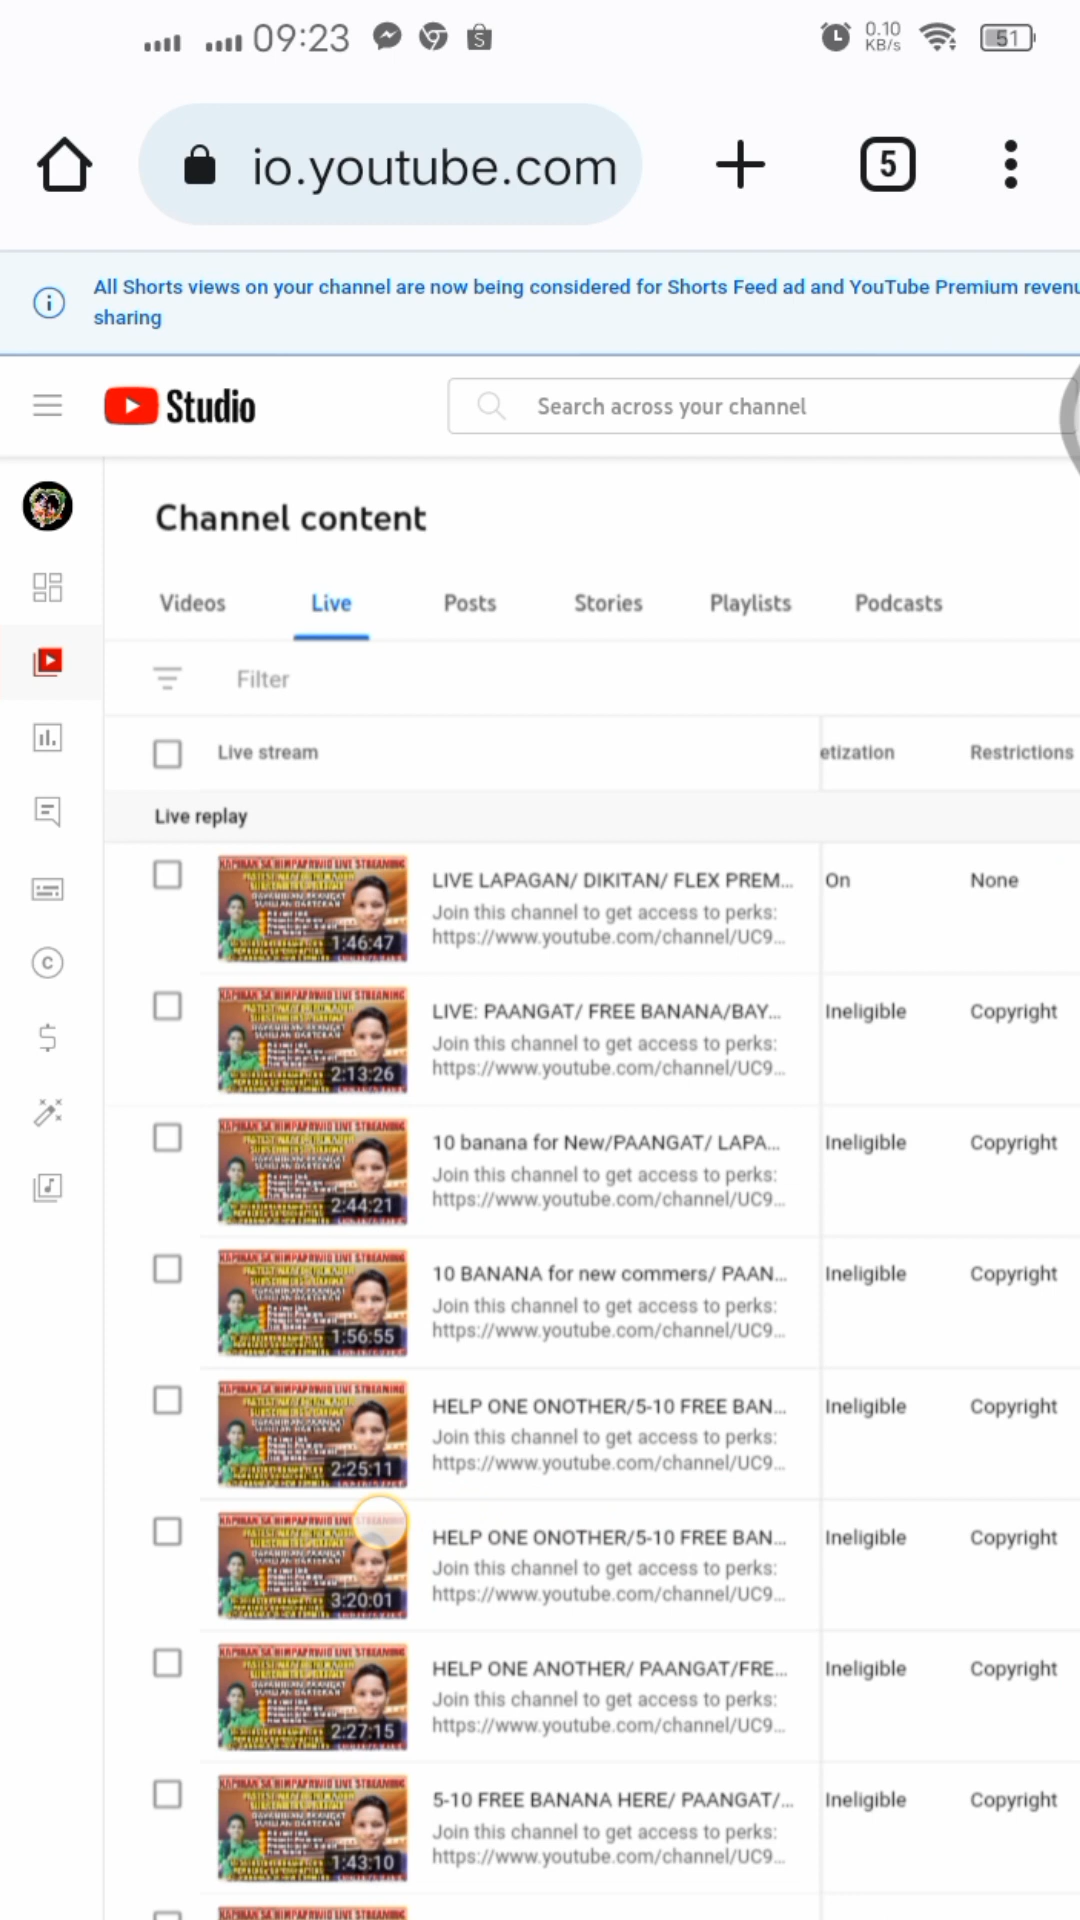 09:23
0.10
KB/s
51
io.youtube.com
5
All Shorts views on your channel are now being considered for Shorts Feed ad and YouTube Premium revenu
sharing
Studio
Search across your channel
Channel content
Videos Live Posts Stories Playlists Podcasts
Filter
Live stream etization Restrictions
Live replay
LIVE LAPAGAN/ DIKITAN/ FLEX PREM... On None
Join this channel to get access to perks:
https://www.youtube.com/channel/UC9...
1:46:47
LIVE: PAANGAT/ FREE BANANA/BAY... Ineligible Copyright
Join this channel to get access to perks:
https://www.youtube.com/channel/UC9...
2:13:26
10 banana for New/PAANGAT/ LAPA... Ineligible Copyright
Join this channel to get access to perks:
https://www.youtube.com/channel/UC9...
2:44:21
10 BANANA for new commers/ PAAN... Ineligible Copyright
Join this channel to get access to perks:
https://www.youtube.com/channel/UC9...
1:56:55
HELP ONE ONOTHER/5-10 FREE BAN... Ineligible Copyright
Join this channel to get access to perks:
https://www.youtube.com/channel/UC9...
2:25:11
HELP ONE ONOTHER/5-10 FREE BAN... Ineligible Copyright
Join this channel to get access to perks:
https://www.youtube.com/channel/UC9...
3:20:01
HELP ONE ANOTHER/ PAANGAT/FRE... Ineligible Copyright
Join this channel to get access to perks:
https://www.youtube.com/channel/UC9...
2:27:15
5-10 FREE BANANA HERE/ PAANGAT/... Ineligible Copyright
Join this channel to get access to perks:
https://www.youtube.com/channel/UC9...
1:43:10